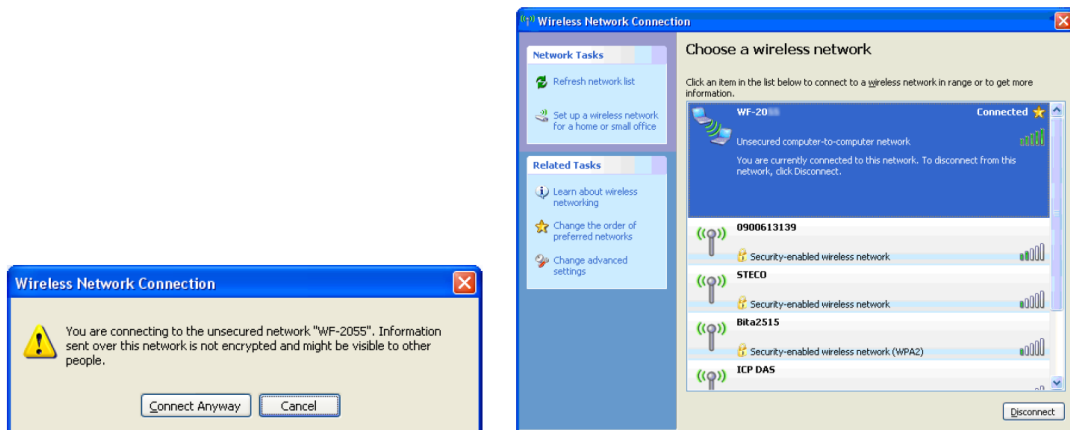 Wireless Network Connection
You are connecting to the unsecured network "WF-2055". Information
sent over this network is not encrypted and might be visible to other
people.
Connect Anyway
Cancel
Wireless Network Connection
Network Tasks
Refresh network list
Set up a wireless network
for a home or small office
Related Tasks
Learn about wireless
networking
Change the order of
preferred networks
Change advanced
settings
Choose a wireless network
Click an item in the list below to connect to a wireless network in range or to get more
information.
WF-20
Connected
Unsecured computer-to-computer network
You are currently connected to this network. To disconnect from this
network, click Disconnect.
0900613139
Security-enabled wireless network
STECO
Security-enabled wireless network
Bita2515
Security-enabled wireless network (WPA2)
ICP DAS
Disconnect